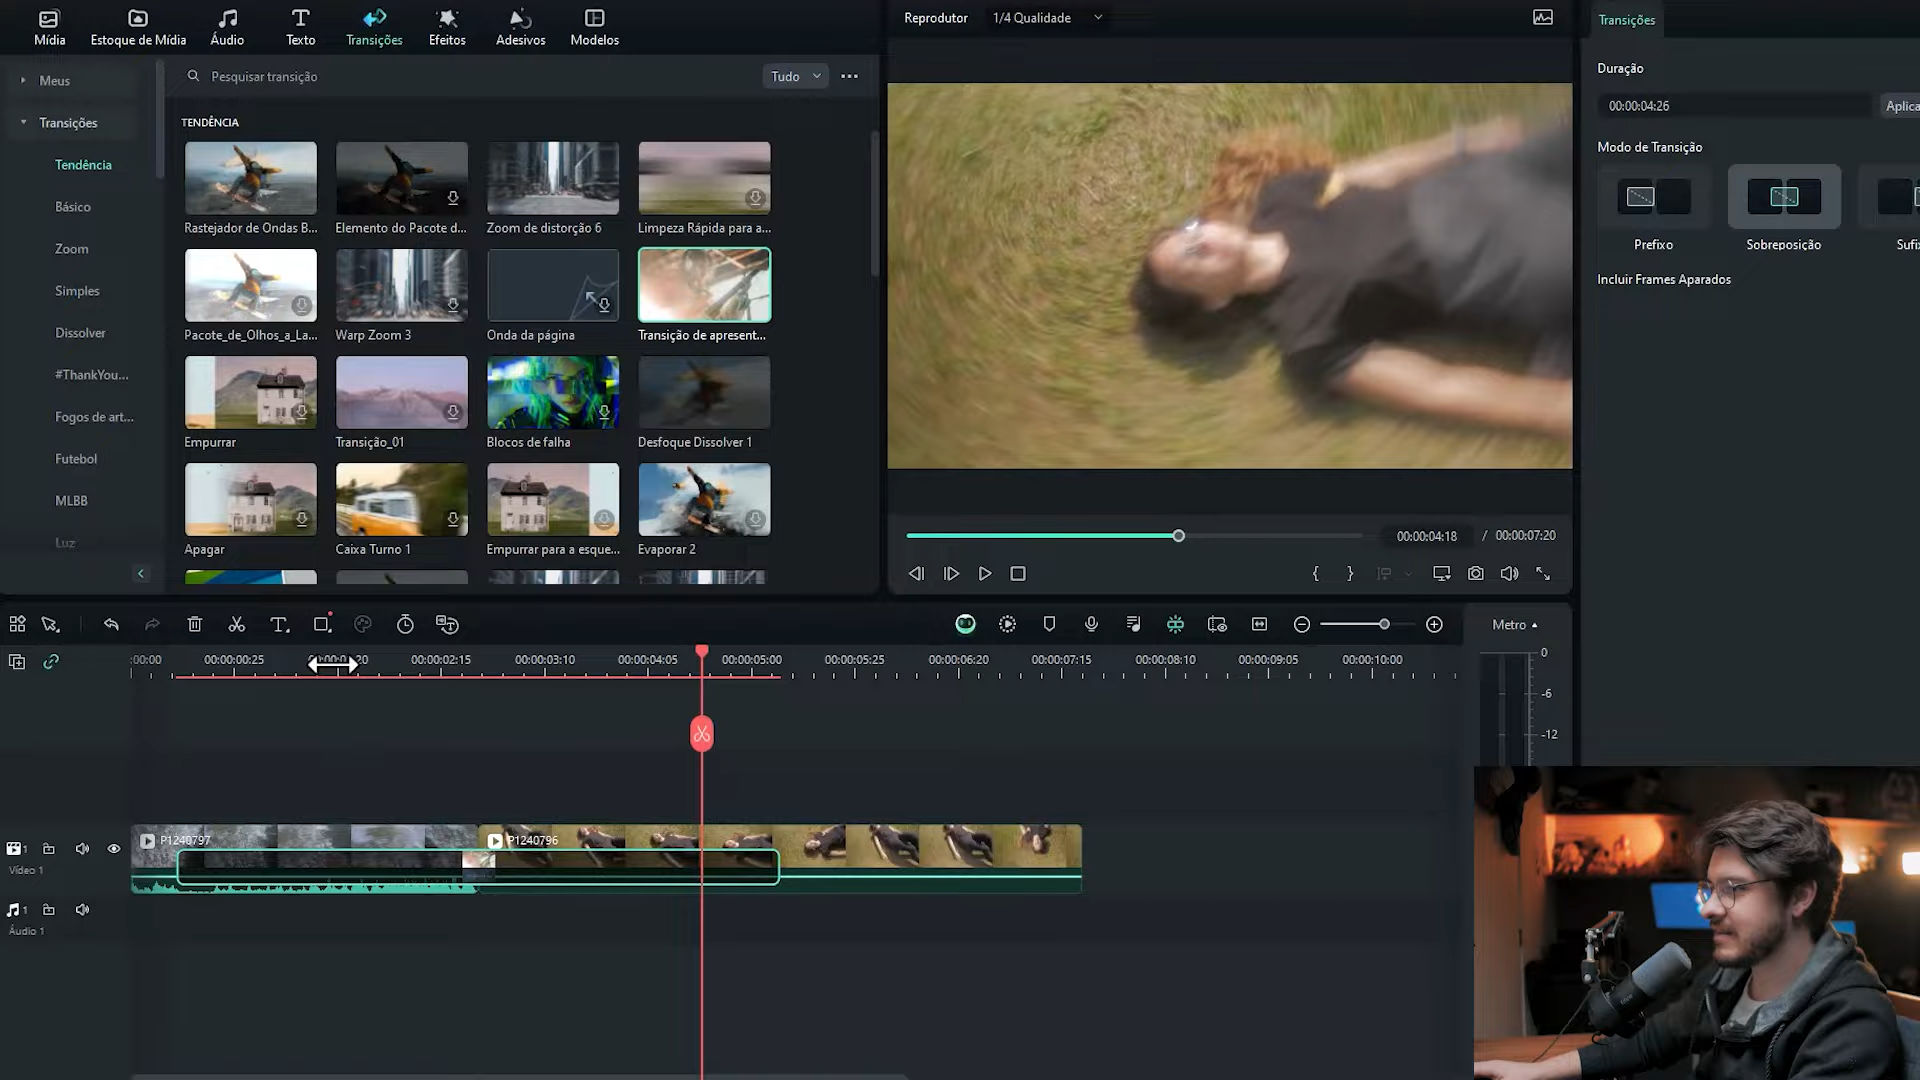 Mídia
Estoque de Mídia
Áudio
Texto
Transições
Efeitos
Adesivos
Modelos
Reprodutor
1/4 Qualidade
Transições
Meus
Transições
Tendência
Básico
Zoom
Simples
Dissolver
#ThankYou...
Fogos de art...
Futebol
MLBB
Luz
Pesquisar transição
Tudo
TENDÊNCIA
Rastejador de Ondas B...
Elemento do Pacote d...
Zoom de distorção 6
Limpeza Rápida para a...
Pacote_de_Olhos_a_La...
Warp Zoom 3
Onda da página
Transição de apresent...
Empurrar
Transição_01
Blocos de falha
Desfoque Dissolver 1
Apagar
Caixa Turno 1
Empurrar para a esque...
Evaporar 2
00:00:04:18 / 00:00:07:20
Duração
00:00:04:26
Aplica
Modo de Transição
Prefixo
Sobreposição
Sufi
Incluir Frames Aparados
:00:00
00:00:00:25
00:00:02:15
00:00:03:10
00:00:04:05
00:00:05:00
00:00:05:25
00:00:06:20
00:00:07:15
00:00:08:10
00:00:09:05
00:00:10:00
Metro
0
-6
-12
P1240797
P1240796
1
Vídeo 1
1
Áudio 1